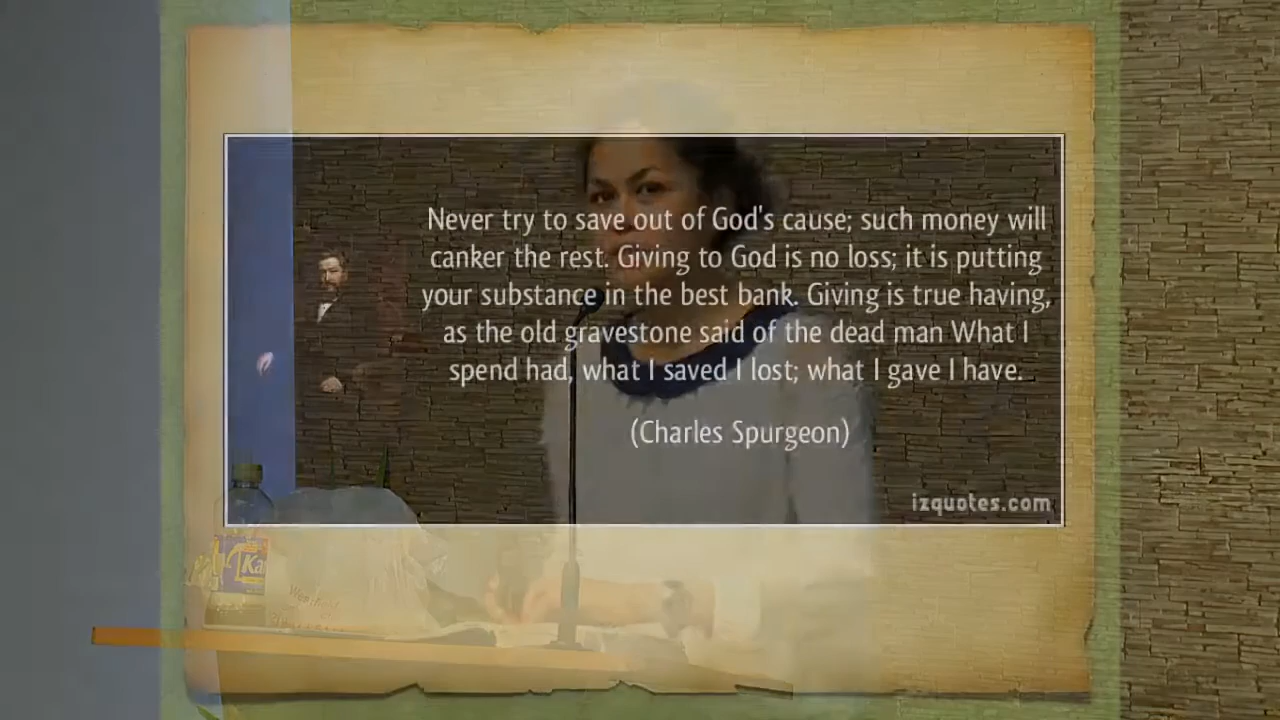 Never try to save out of God's cause; such money will
canker the rest. Giving to God is no loss; it is putting
your substance in the best bank. Giving is true having,
as the old gravestone said of the dead man What I
spend had, what I saved I lost; what I gave I have.
(Charles Spurgeon)
izquotes.com
Ka